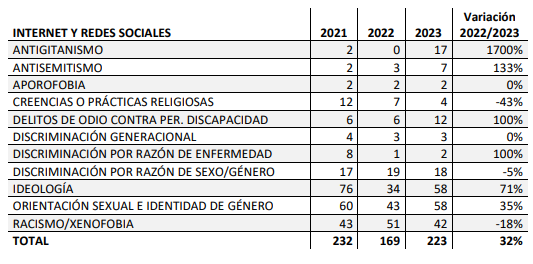 Variación
INTERNET Y REDES SOCIALES 2021 2022 2023 2022/2023
ANTIGITANISMO 2 0 17 1700%
ANTISEMITISMO 2 3 7 133%
APOROFOBIA 2 2 2 0%
CREENCIAS O PRÁCTICAS RELIGIOSAS 12 7 4 -43%
DELITOS DE ODIO CONTRA PER. DISCAPACIDAD 6 6 12 100%
DISCRIMINACIÓN GENERACIONAL 4 3 3 0%
DISCRIMINACIÓN POR RAZÓN DE ENFERMEDAD 8 1 2 100%
DISCRIMINACIÓN POR RAZÓN DE SEXO/GÉNERO 17 19 18 -5%
IDEOLOGÍA 76 34 58 71%
ORIENTACIÓN SEXUAL E IDENTIDAD DE GÉNERO 60 43 58 35%
RACISMO/XENOFOBIA 43 51 42 -18%
TOTAL 232 169 223 32%